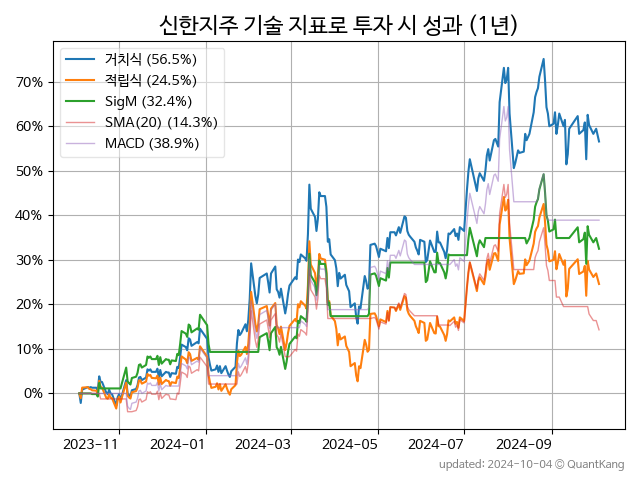 신한지주 기술 지표로 투자 시 성과 (1년)
거치식 (56.5%)
적립식 (24.5%)
SigM (32.4%)
SMA(20) (14.3%)
MACD (38.9%)
70%
60%
50%
40%
30%
20%
10%
0%
2023-11
2024-01
2024-03
2024-05
2024-07
2024-09
updated: 2024-10-04 © QuantKang